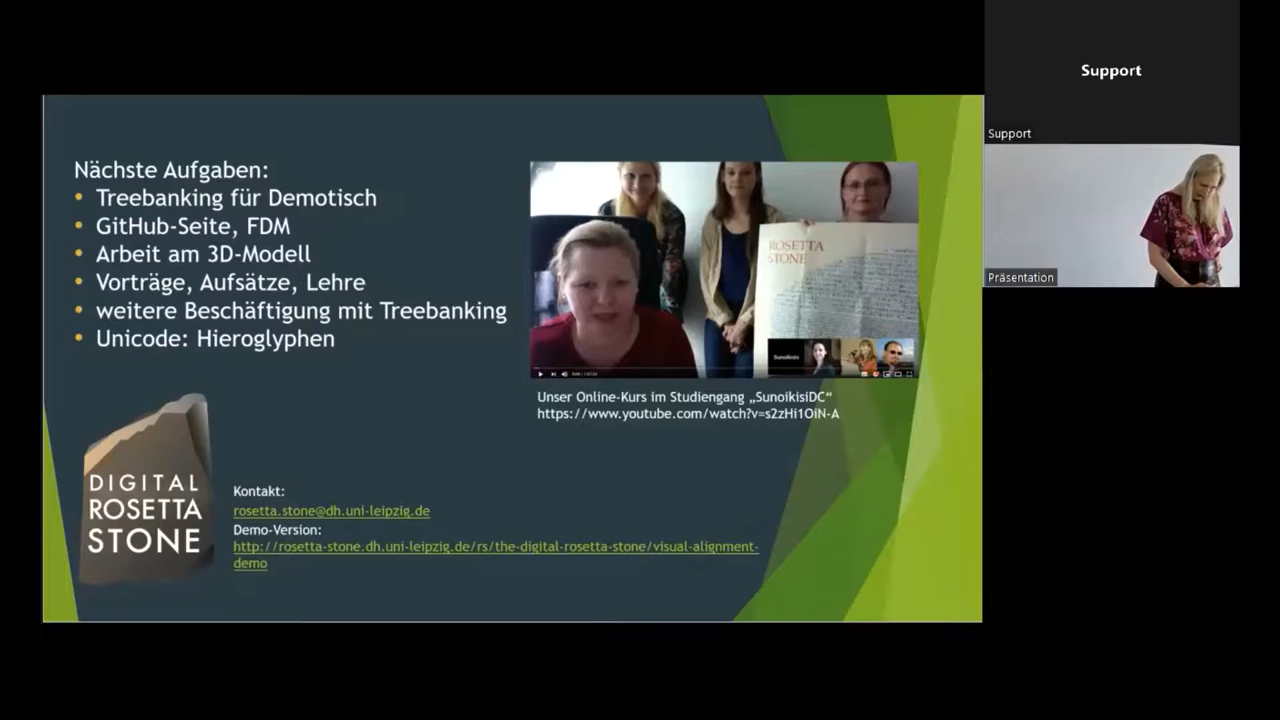 Nächste Aufgaben:
• Treebanking für Demotisch
• GitHub-Seite, FDM
• Arbeit am 3D-Modell
• Vorträge, Aufsätze, Lehre
• weitere Beschäftigung mit Treebanking
• Unicode: Hieroglyphen
ROSETTA
STONE
Sunoikisis
Unser Online-Kurs im Studiengang „SunoikisiDC“
https://www.youtube.com/watch?v=s2zHi1OiN-A
DIGITAL
ROSETTA
STONE
Kontakt:
rosetta.stone@dh.uni-leipzig.de
Demo-Version:
http://rosetta-stone.dh.uni-leipzig.de/rs/the-digital-rosetta-stone/visual-alignment-
demo
Support
Support
Präsentation